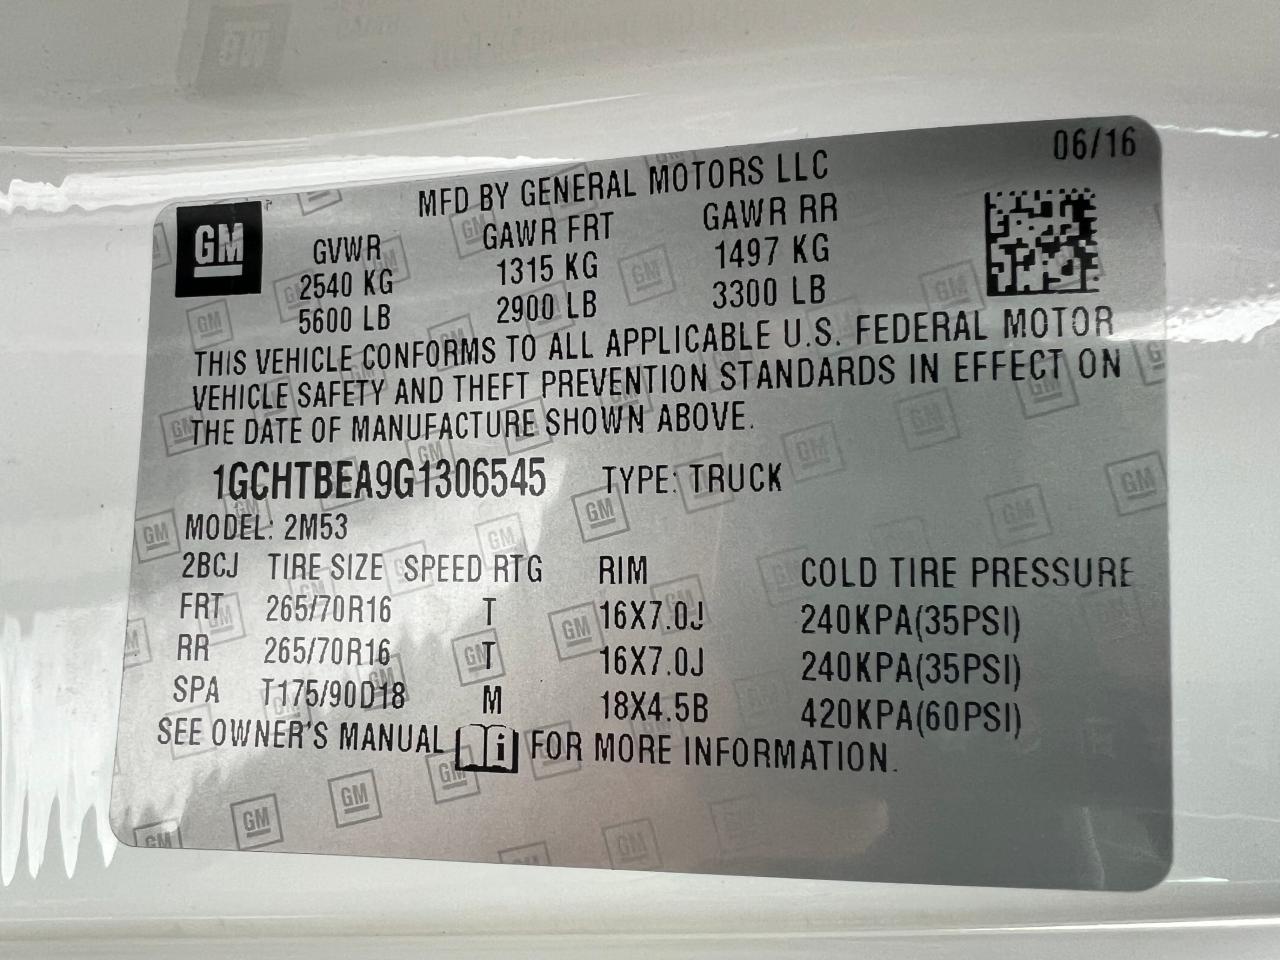 06/16
MFD BY GENERAL MOTORS LLC
GM
GVWR GAWR FRT GAWR RR
2540 KG 1315 KG 1497 KG
5600 LB 2900 LB 3300 LB
THIS VEHICLE CONFORMS TO ALL APPLICABLE U.S. FEDERAL MOTOR
VEHICLE SAFETY AND THEFT PREVENTION STANDARDS IN EFFECT ON
THE DATE OF MANUFACTURE SHOWN ABOVE.
1GCHTBEA9G1306545 TYPE: TRUCK
MODEL: 2M53
2BCJ TIRE SIZE SPEED RTG RIM COLD TIRE PRESSURE
FRT 265/70R16 T 16X7.0J 240KPA(35PSI)
RR 265/70R16 T 16X7.0J 240KPA(35PSI)
SPA T175/90D18 M 18X4.5B 420KPA(60PSI)
SEE OWNER'S MANUAL i FOR MORE INFORMATION.